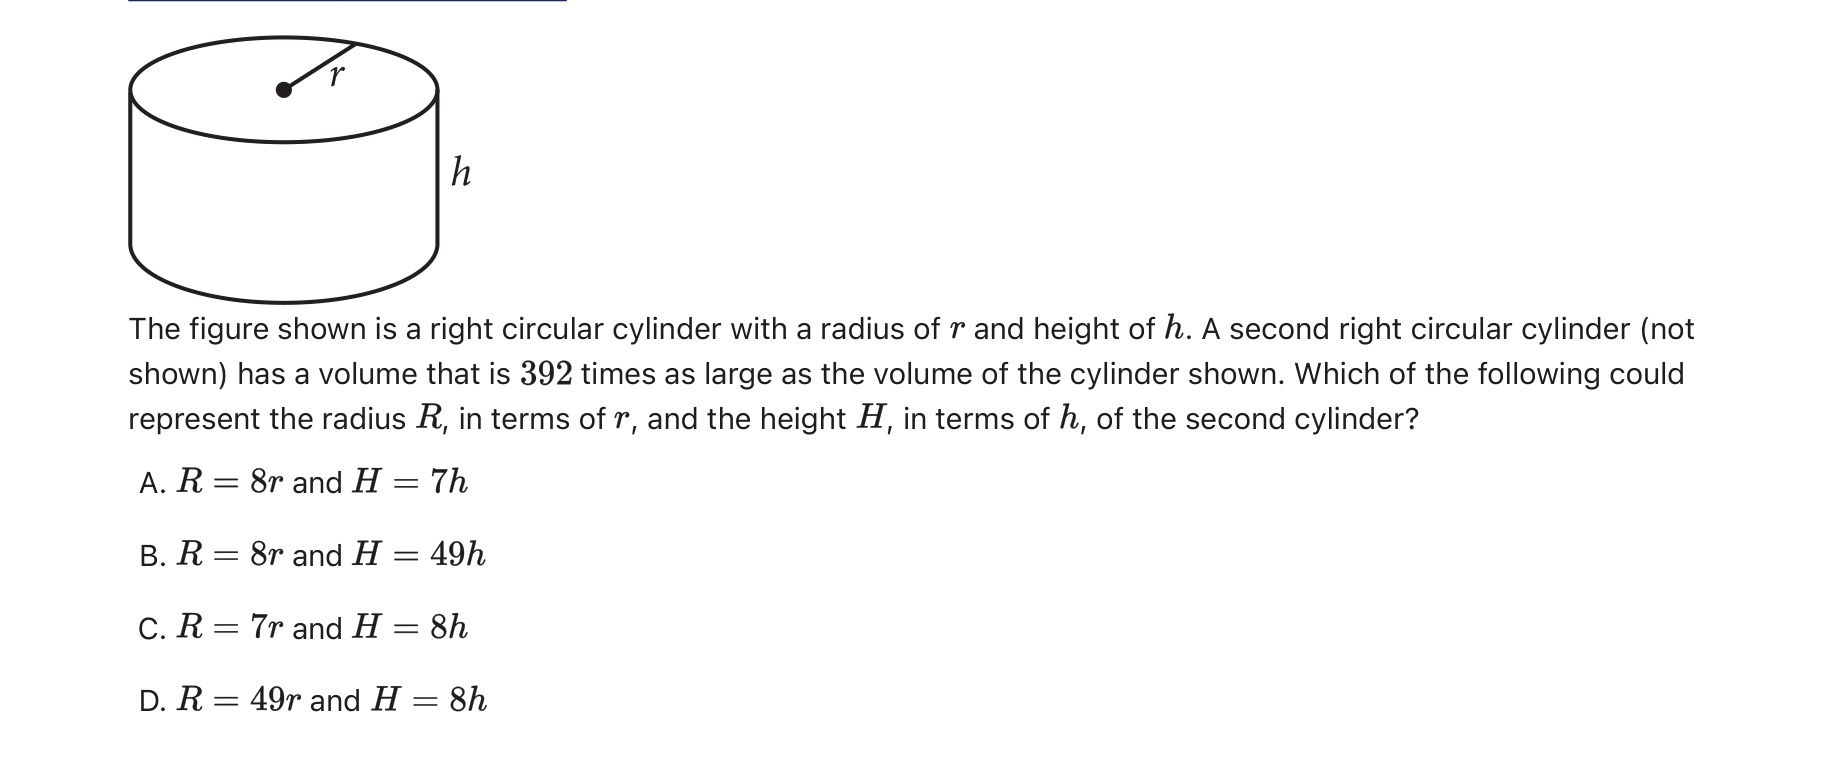 r
h
The figure shown is a right circular cylinder with a radius of r and height of h. A second right circular cylinder (not
shown) has a volume that is 392 times as large as the volume of the cylinder shown. Which of the following could
represent the radius R, in terms of r, and the height H, in terms of h, of the second cylinder?
A. R = 8r and H = 7h
B. R = 8r and H = 49h
C. R = 7r and H = 8h
D. R = 49r and H = 8h